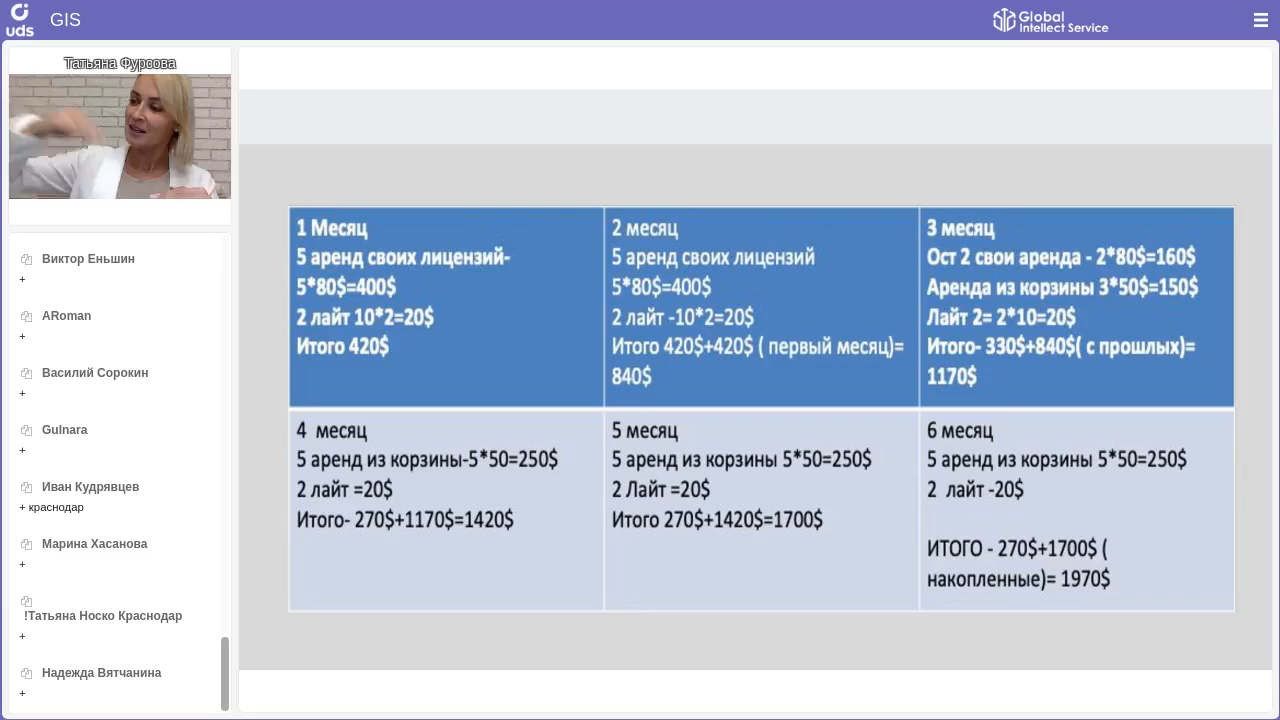 uds
GIS
Global
Intellect Service
Татьяна Фурсова
Виктор Еньшин
+
ARoman
+
Василий Сорокин
+
Gulnara
+
Иван Кудрявцев
+ краснодар
Марина Хасанова
+
!Татьяна Носко Краснодар
+
Надежда Вятчанина
+
1 Месяц
5 аренд своих лицензий-
5*80$=400$
2 лайт 10*2=20$
Итого 420$
2 месяц
5 аренд своих лицензий
5*80$=400$
2 лайт -10*2=20$
Итого 420$+420$ ( первый месяц)=
840$
3 месяц
Ост 2 свои аренда - 2*80$=160$
Аренда из корзины 3*50$=150$
Лайт 2= 2*10=20$
Итого- 330$+840$( с прошлых)=
1170$
4 месяц
5 аренд из корзины-5*50=250$
2 лайт =20$
Итого- 270$+1170$=1420$
5 месяц
5 аренд из корзины 5*50=250$
2 Лайт =20$
Итого 270$+1420$=1700$
6 месяц
5 аренд из корзины 5*50=250$
2 лайт -20$
ИТОГО - 270$+1700$ (
накопленные)= 1970$